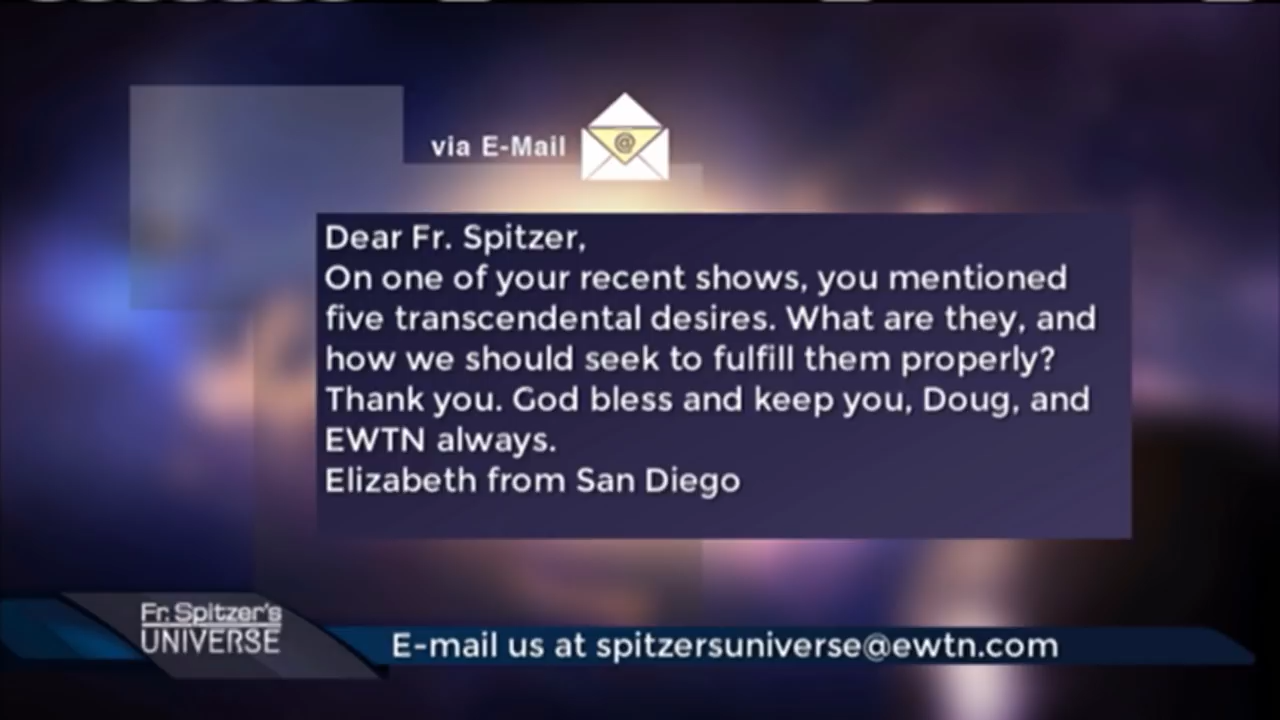 via E-Mail
@
Dear Fr. Spitzer,
On one of your recent shows, you mentioned
five transcendental desires. What are they, and
how we should seek to fulfill them properly?
Thank you. God bless and keep you, Doug, and
EWTN always.
Elizabeth from San Diego
Fr. Spitzer's
UNIVERSE
E-mail us at spitzersuniverse@ewtn.com